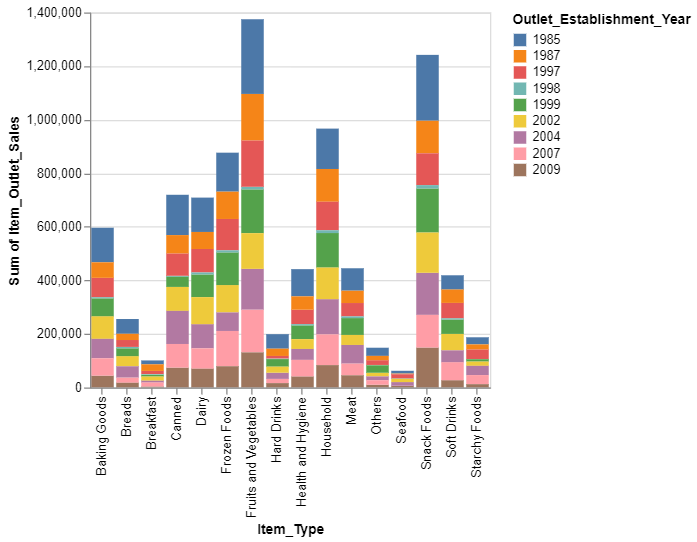 1,400,000
1,200,000
1,000,000
800,000
600,000
400,000
200,000
0
Sum of Item_Outlet_Sales
Baking Goods
Breads
Breakfast
Canned
Dairy
Frozen Foods
Fruits and Vegetables
Hard Drinks
Health and Hygiene
Household
Meat
Others
Seafood
Snack Foods
Soft Drinks
Starchy Foods
Item_Type
Outlet_Establishment_Year
1985
1987
1997
1998
1999
2002
2004
2007
2009